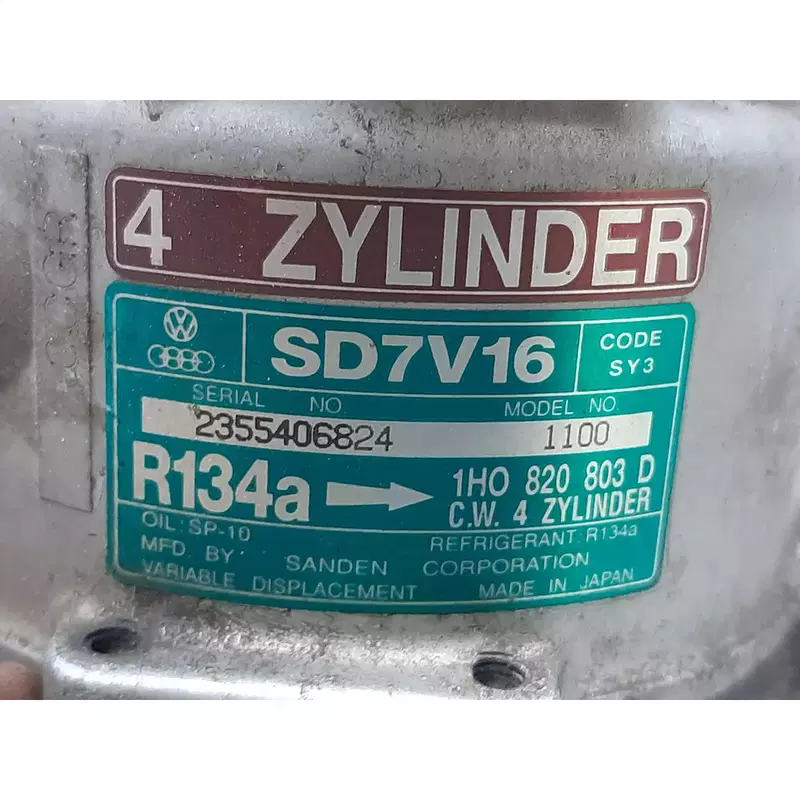 4 ZYLINDER
SD7V16
CODE
SY3
SERIAL NO.
MODEL NO.
2355406824
1100
R134a
1H0 820 803 D
C.W. 4 ZYLINDER
OIL: SP-10
REFRIGERANT: R134a
MFD. BY SANDEN CORPORATION
VARIABLE DISPLACEMENT MADE IN JAPAN